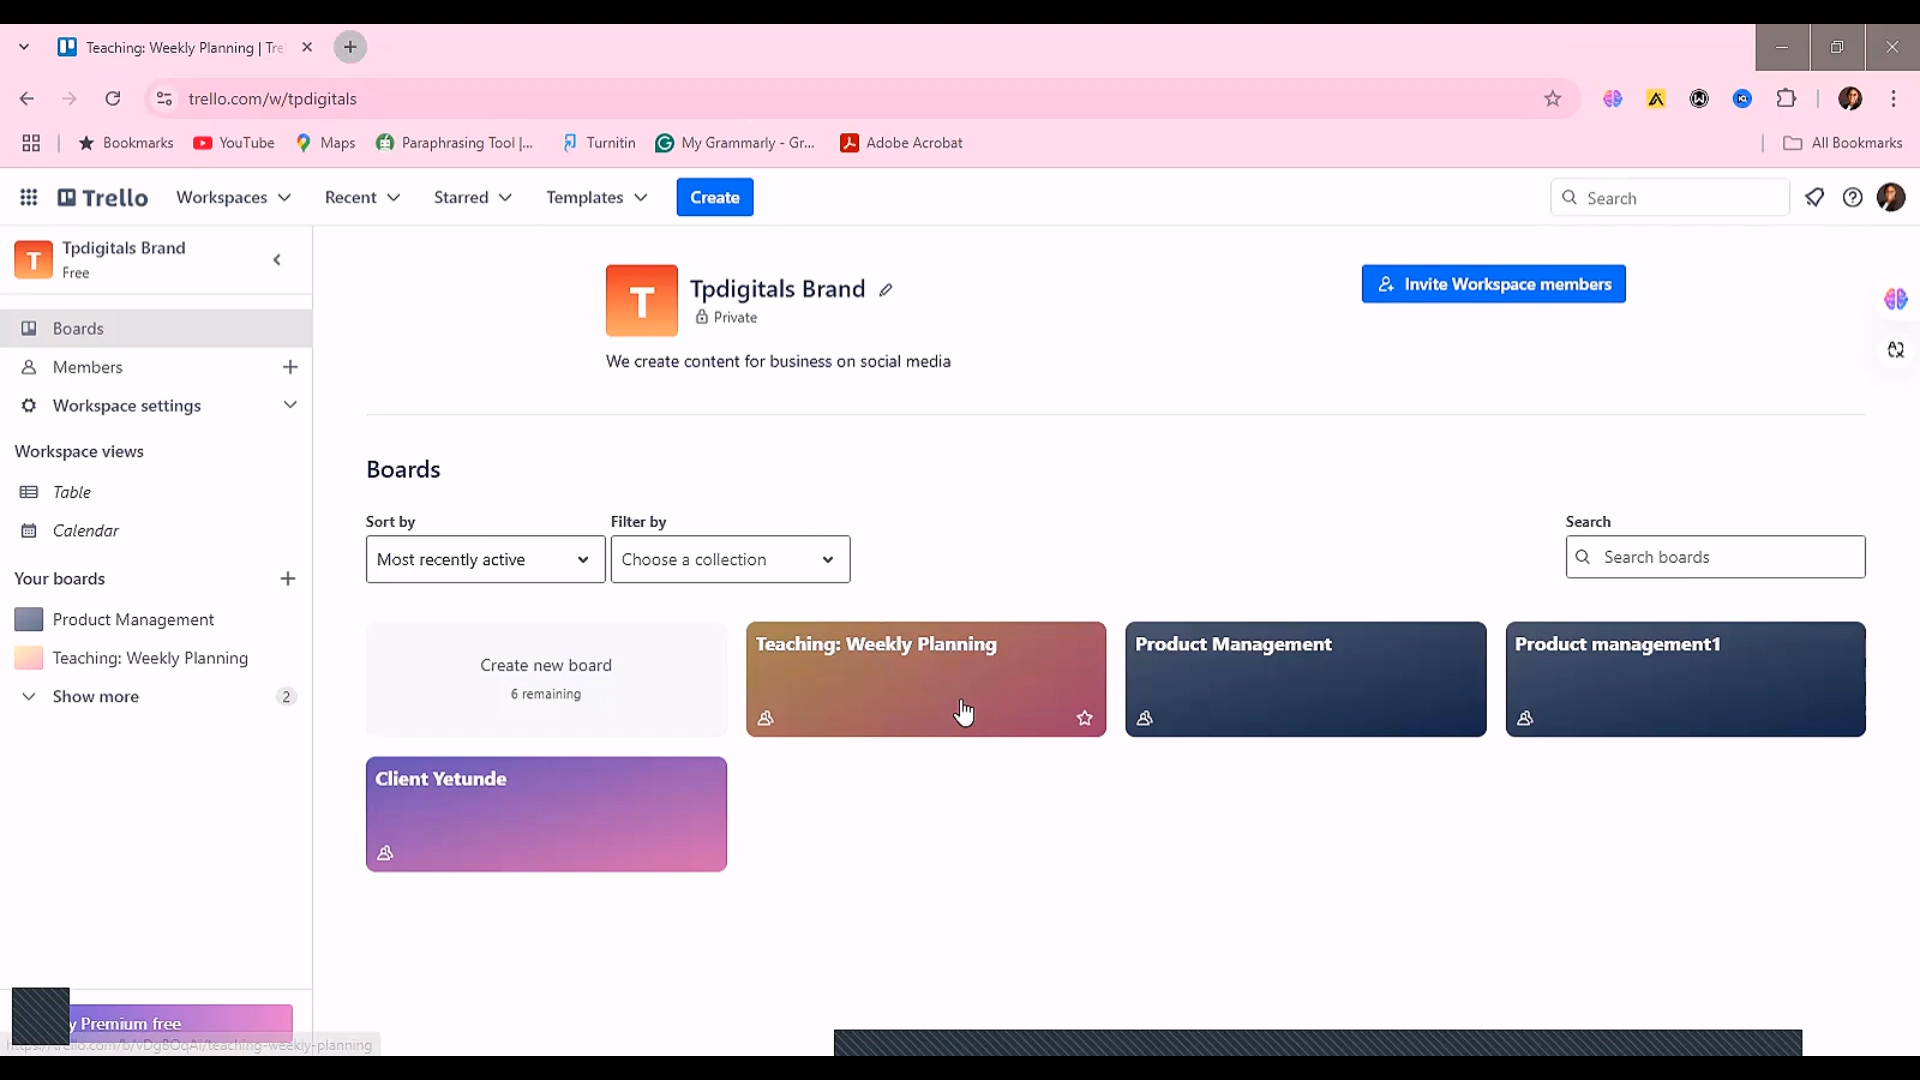 Teaching: Weekly Planning | Tre
trello.com/w/tpdigitals
Bookmarks
YouTube
Maps
Paraphrasing Tool |...
Turnitin
My Grammarly - Gr...
Adobe Acrobat
All Bookmarks
Trello
Workspaces
Recent
Starred
Templates
Create
Search
T
Tpdigitals Brand
Free
Boards
Members
Workspace settings
Workspace views
Table
Calendar
Your boards
Product Management
Teaching: Weekly Planning
Show more
2
y Premium free
T
Tpdigitals Brand
Private
We create content for business on social media
Invite Workspace members
Boards
Sort by
Most recently active
Filter by
Choose a collection
Search
Search boards
Create new board
6 remaining
Teaching: Weekly Planning
Product Management
Product management1
Client Yetunde